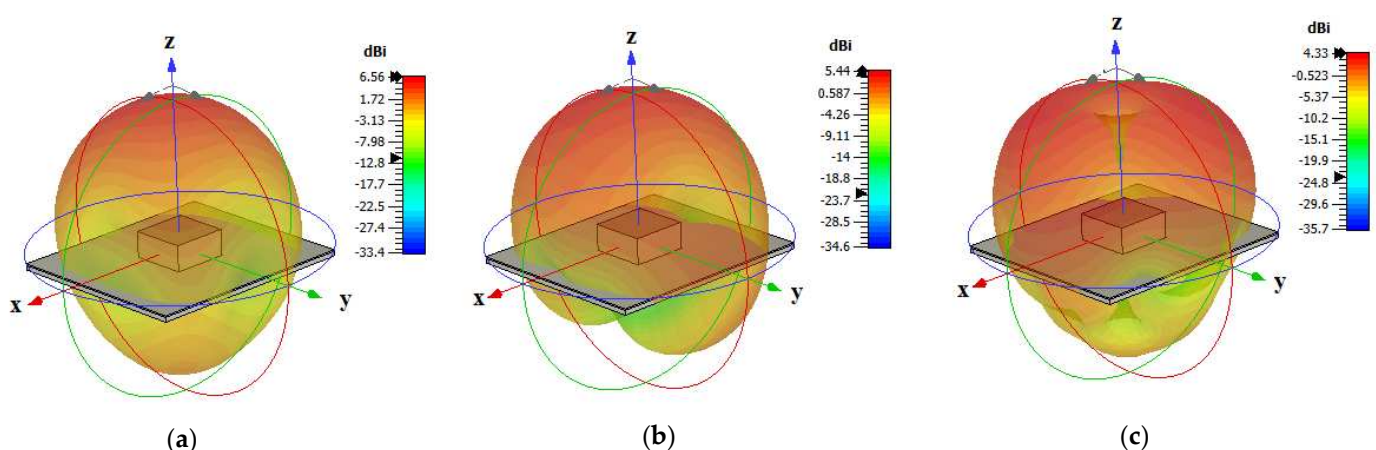 z
dBi
6.56
1.72
-3.13
-7.98
-12.8
-17.7
-22.5
-27.4
-33.4
x
y
(a)
z
dBi
5.44
0.587
-4.26
-9.11
-14
-18.8
-23.7
-28.5
-34.6
x
y
(b)
z
dBi
4.33
-0.523
-5.37
-10.2
-15.1
-19.9
-24.8
-29.6
-35.7
x
y
(c)